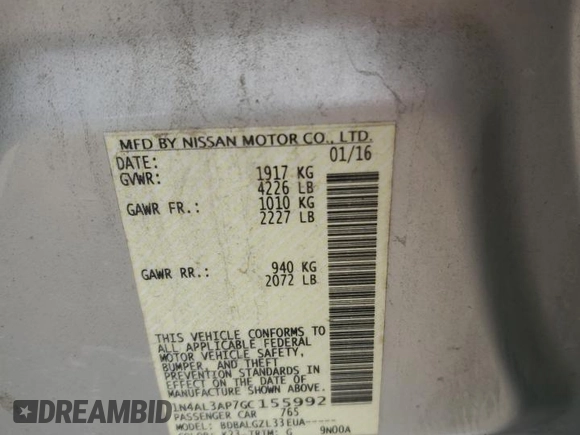 MFD BY NISSAN MOTOR CO., LTD.
DATE: 01/16
GVWR: 1917 KG
4226 LB
GAWR FR.: 1010 KG
2227 LB
GAWR RR.: 940 KG
2072 LB
THIS VEHICLE CONFORMS TO
ALL APPLICABLE FEDERAL
MOTOR VEHICLE SAFETY,
BUMPER, AND THEFT
PREVENTION STANDARDS IN
EFFECT ON THE DATE OF
MANUFACTURE SHOWN ABOVE.
1N4AL3AP7GC155992
PASSENGER CAR 765
MODEL: BDBALGZL33EUA-----
K23 TRIM: G 9N00A
DREAMBID